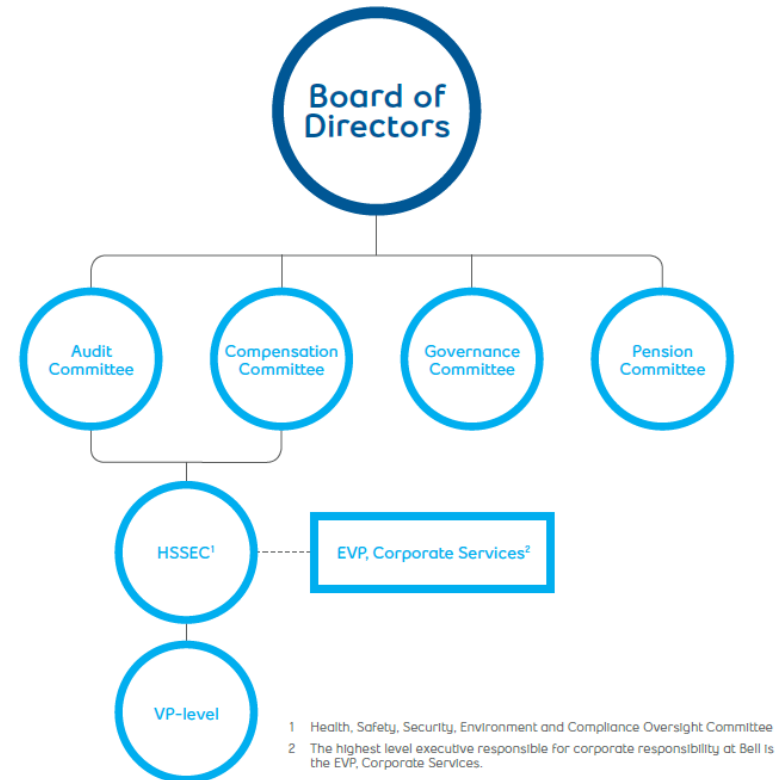 Board of
Directors
Audit
Committee
Compensation
Committee
Governance
Committee
Pension
Committee
HSSEC¹
EVP, Corporate Services²
VP-level
1 Health, Safety, Security, Environment and Compliance Oversight Committee
2 The highest level executive responsible for corporate responsibility at Bell is
the EVP, Corporate Services.